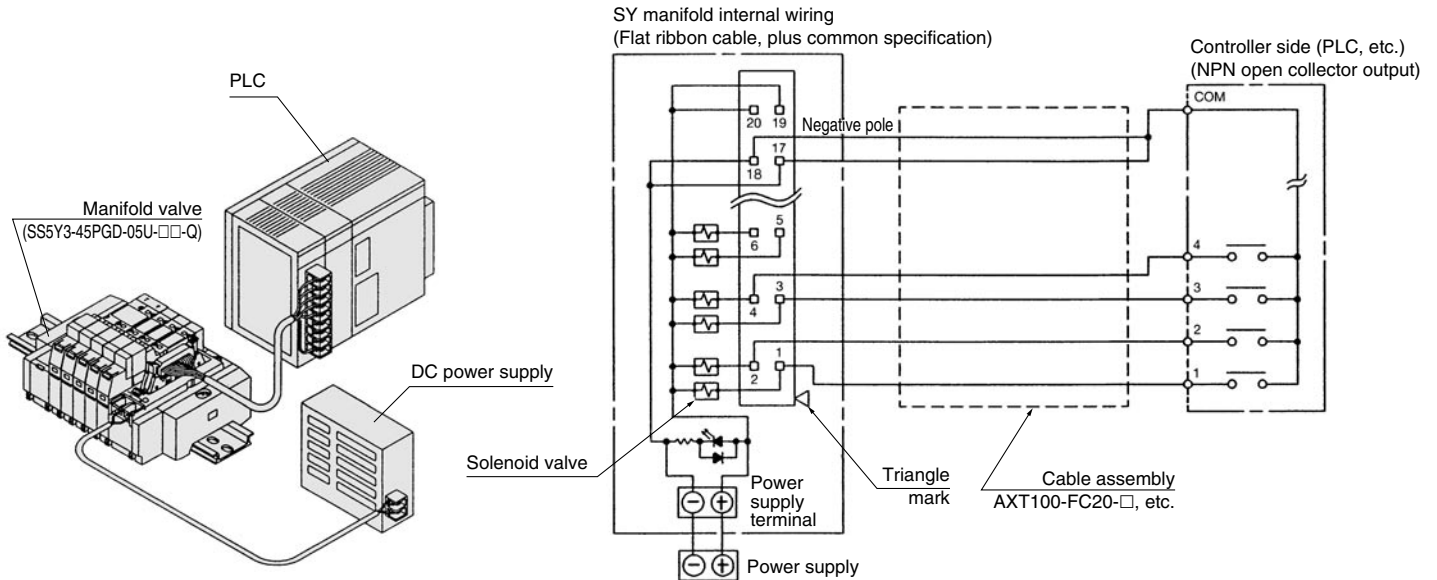 SY manifold internal wiring
(Flat ribbon cable, plus common specification)
Controller side (PLC, etc.)
(NPN open collector output)
PLC
COM
20 19
Negative pole
17
18
Manifold valve
(SS5Y3-45PGD-05U-□□-Q)
5
6
4
3
3
4
2
1
2
1
DC power supply
Solenoid valve
Triangle
mark
Cable assembly
AXT100-FC20-□, etc.
Power
supply
terminal
− +
− +
Power supply